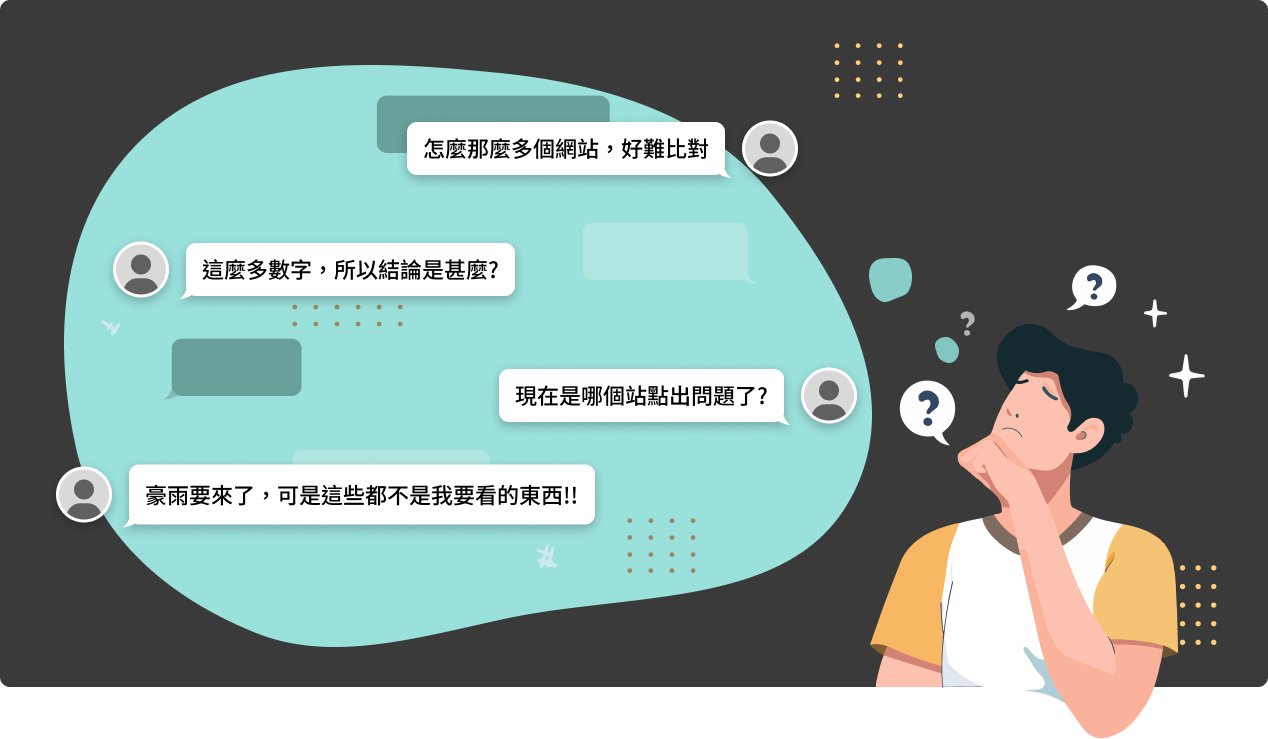 怎麼那麼多個網站，好難比對
這麼多數字，所以結論是甚麼?
現在是哪個站點出問題了?
豪雨要來了，可是這些都不是我要看的東西!!
?
?
?